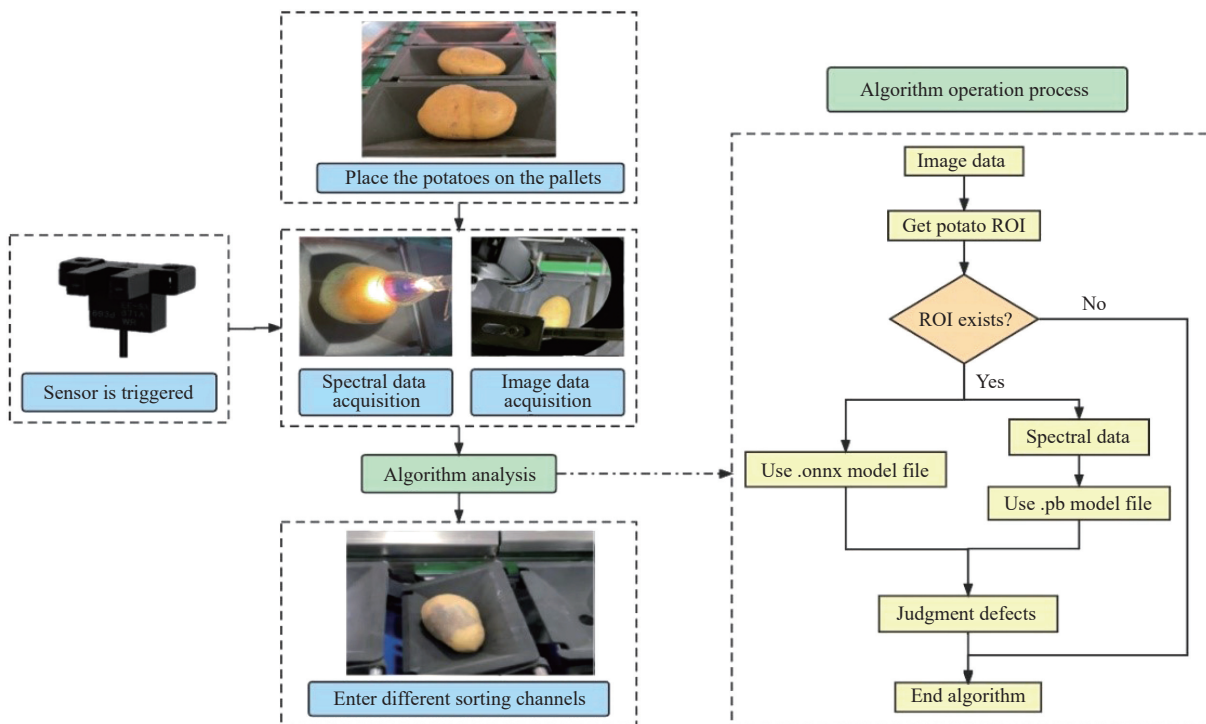 Place the potatoes on the pallets
Sensor is triggered
Spectral data
acquisition
Image data
acquisition
Algorithm analysis
Enter different sorting channels
Algorithm operation process
Image data
Get potato ROI
ROI exists?
No
Yes
Spectral data
Use .onnx model file
Use .pb model file
Judgment defects
End algorithm